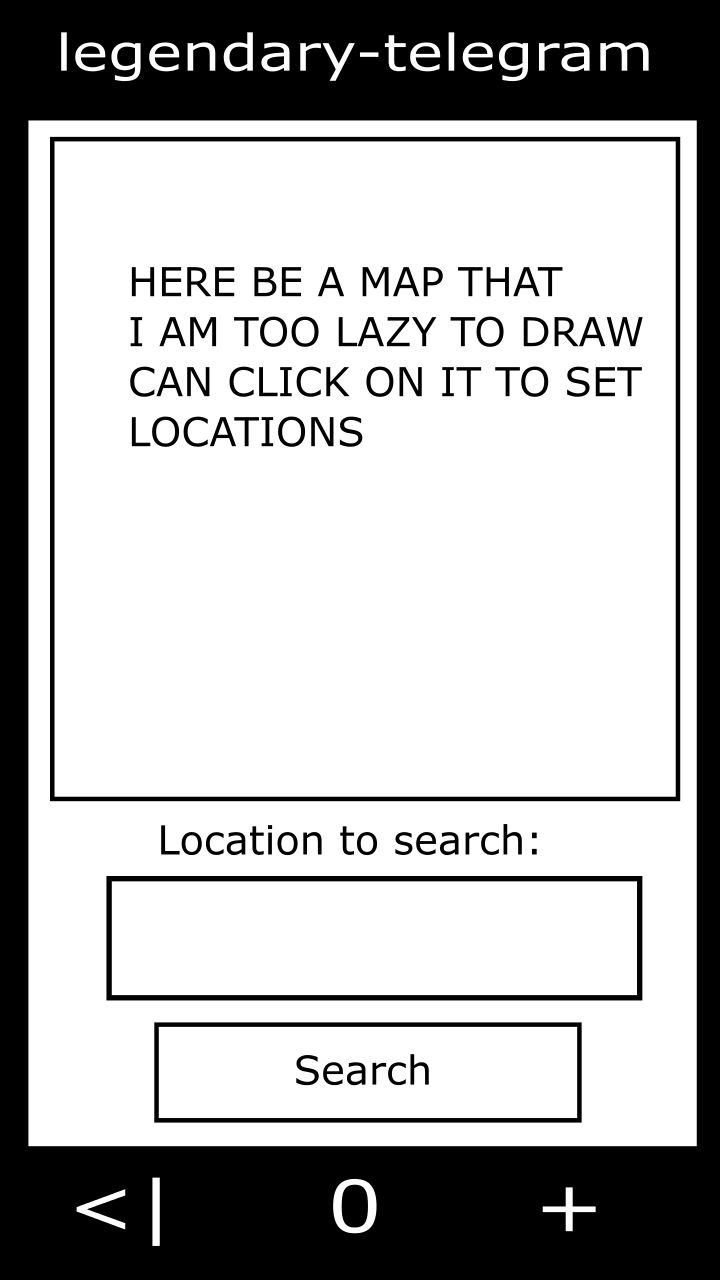 legendary-telegram
HERE BE A MAP THAT
I AM TOO LAZY TO DRAW
CAN CLICK ON IT TO SET
LOCATIONS
Location to search:
Search
<| O +